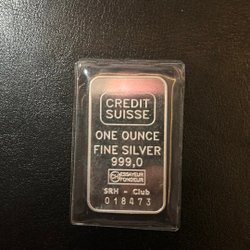 CREDIT
SUISSE
ONE OUNCE
FINE SILVER
999,0
ESSAYEUR
FONDEUR
SRH - Club
018473